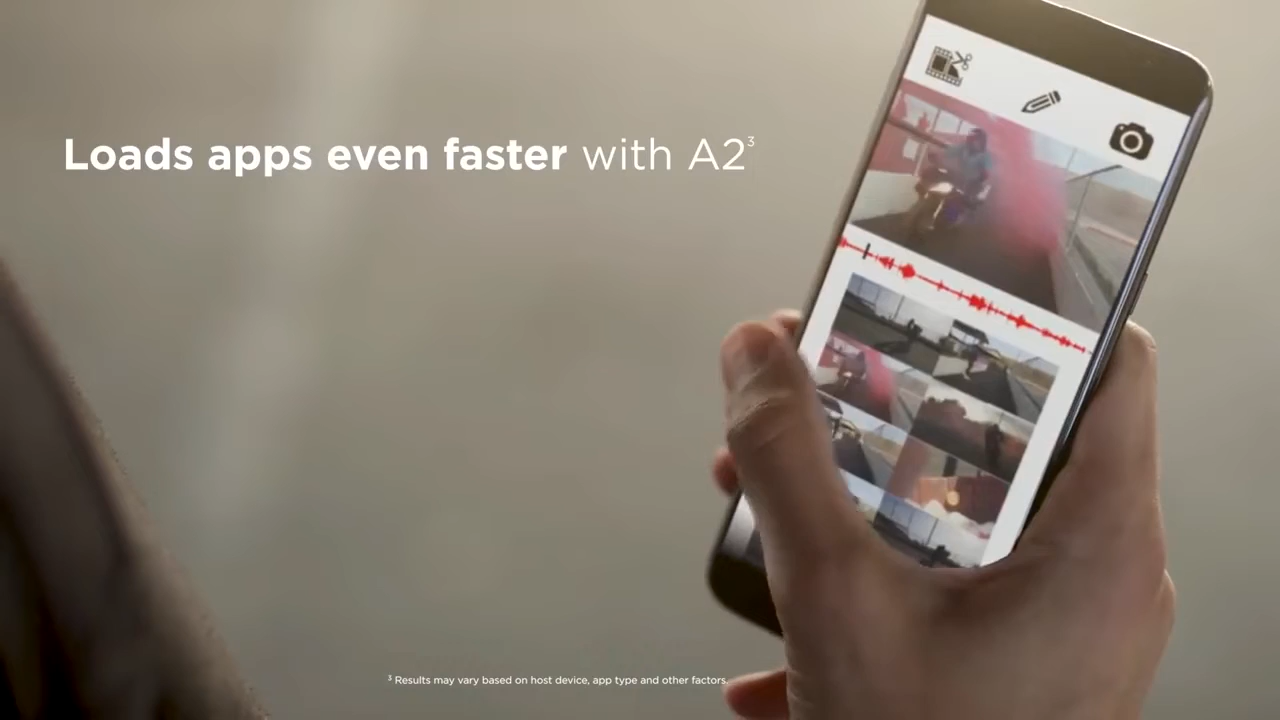 Loads apps even faster with A2³
³ Results may vary based on host device, app type and other factors.